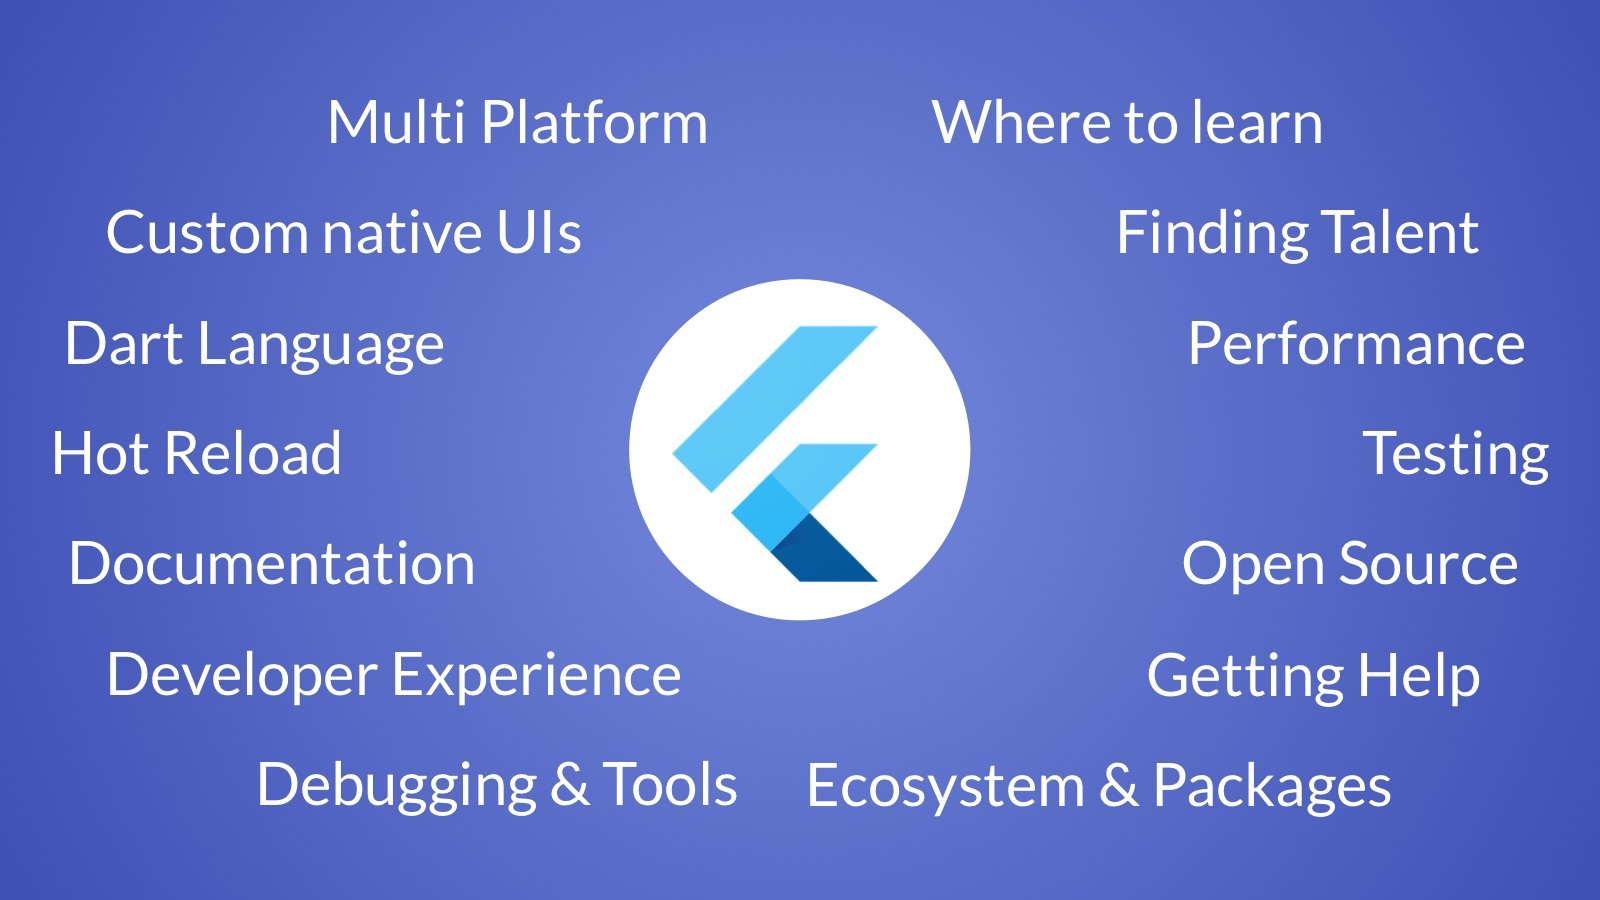 Multi Platform
Where to learn
Custom native UIs
Finding Talent
Dart Language
Performance
Hot Reload
Testing
Documentation
Open Source
Developer Experience
Getting Help
Debugging & Tools
Ecosystem & Packages